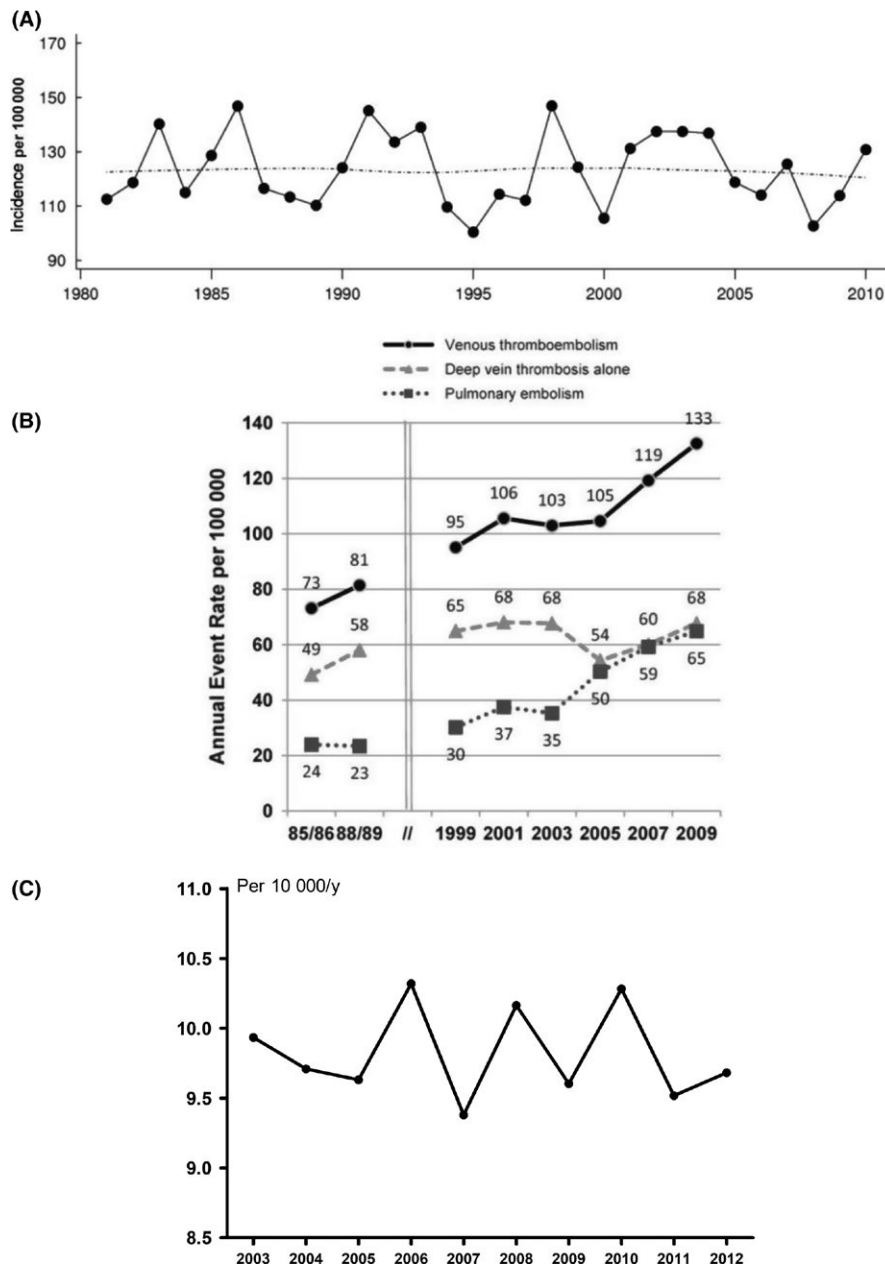 (A)
170
150
130
110
90
Incidence per 100 000
1980 1985 1990 1995 2000 2005 2010
Venous thromboembolism
Deep vein thrombosis alone
Pulmonary embolism
(B)
140
120
100
80
60
40
20
0
Annual Event Rate per 100 000
73 81 95 106 103 105 119 133
49 58 65 68 68 54 60 68
24 23 30 37 35 50 59 65
85/86 88/89 // 1999 2001 2003 2005 2007 2009
(C)
Per 10 000/y
11.0
10.5
10.0
9.5
9.0
8.5
2003 2004 2005 2006 2007 2008 2009 2010 2011 2012